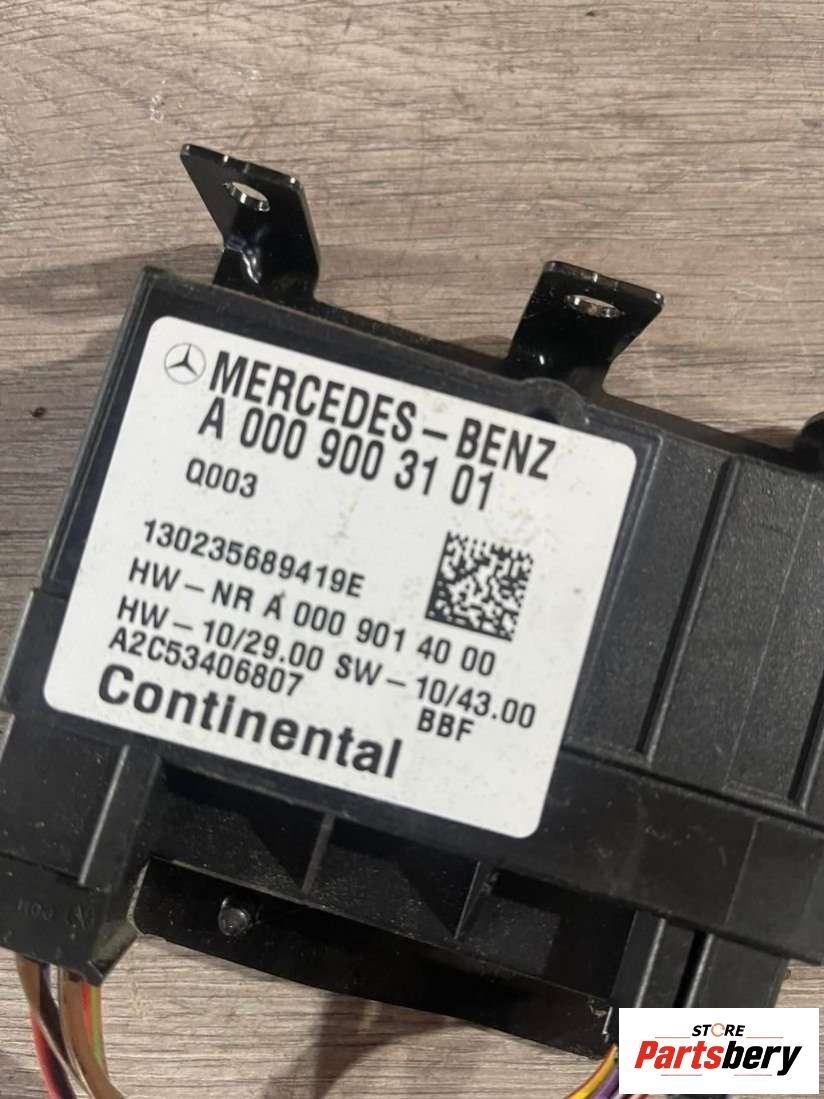 MERCEDES-BENZ
A 000 900 31 01
Q003
130235689419E
HW-NR A 000 901 40 00
HW-10/29.00 SW-10/43.00
A2C53406807 BBF
Continental
STORE
Partsbery